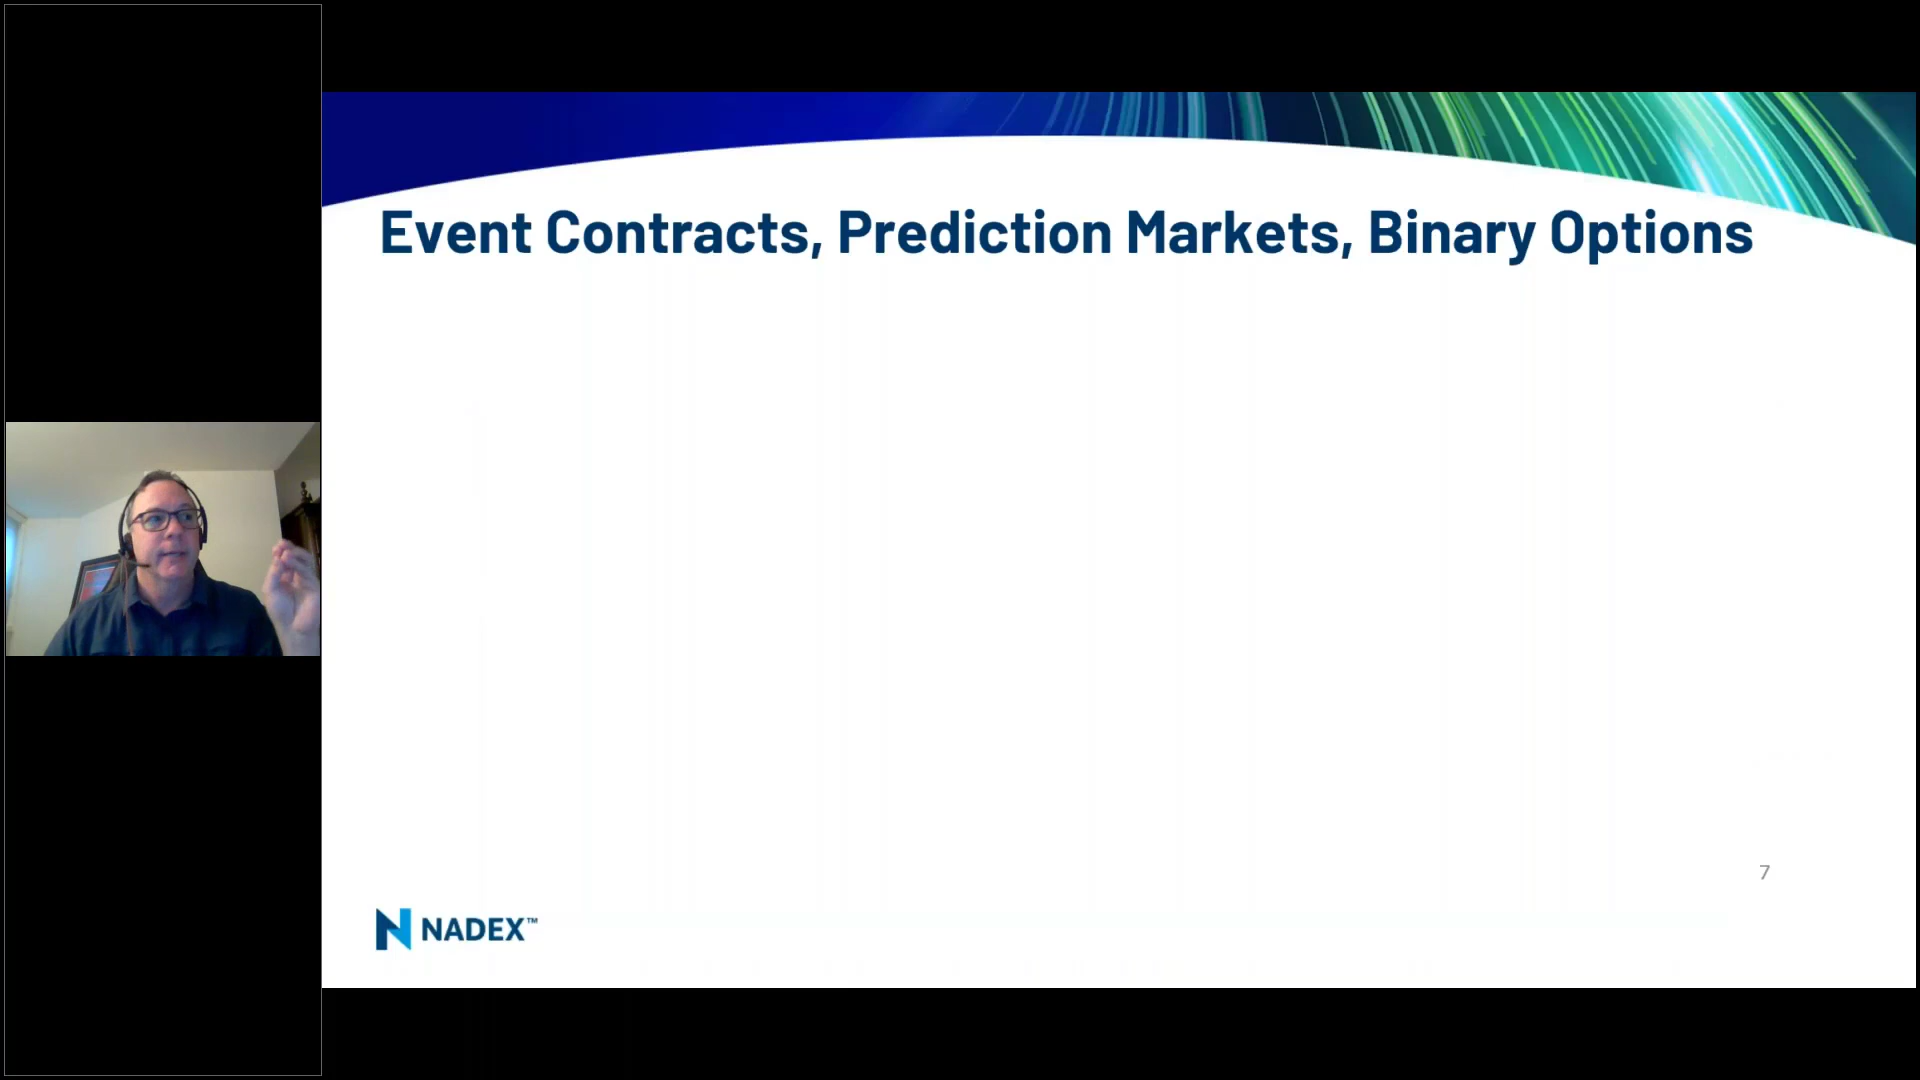 Event Contracts, Prediction Markets, Binary Options
7
NADEX™